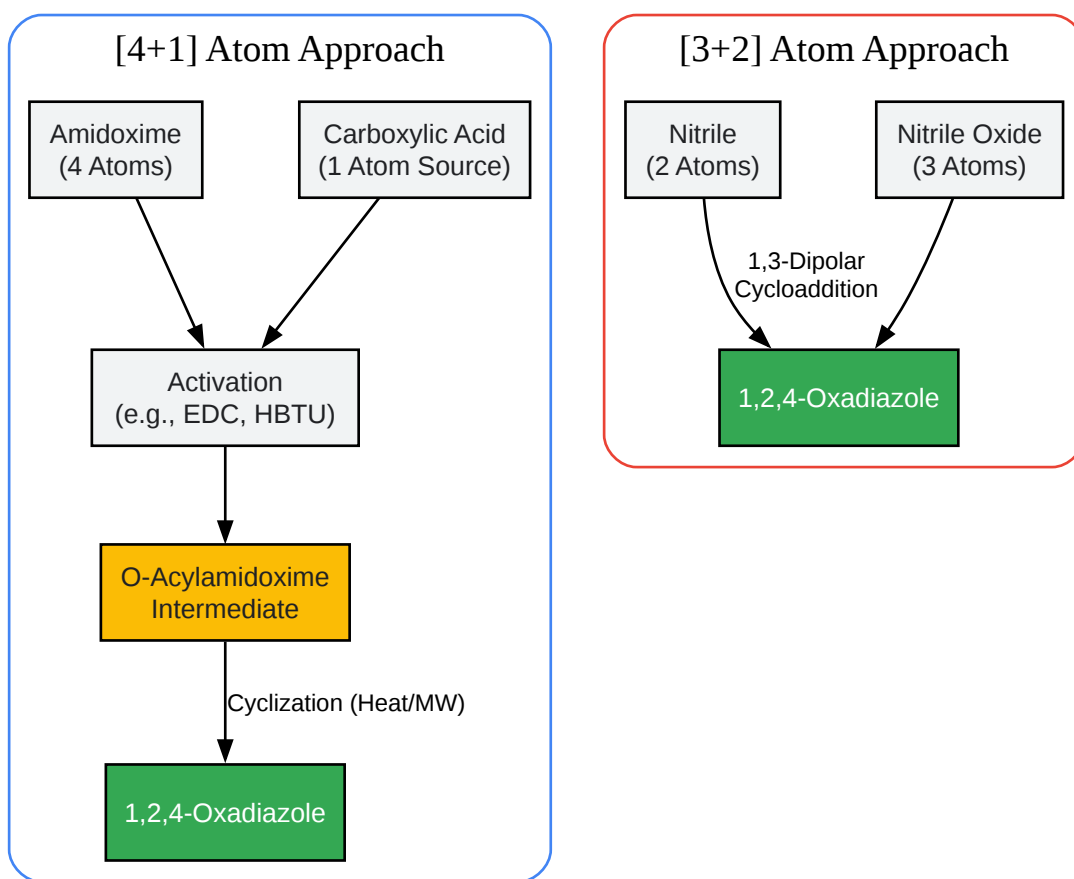 [4+1] Atom Approach
Amidoxime
(4 Atoms)
Carboxylic Acid
(1 Atom Source)
Activation
(e.g., EDC, HBTU)
O-Acylamidoxime
Intermediate
Cyclization (Heat/MW)
1,2,4-Oxadiazole
[3+2] Atom Approach
Nitrile
(2 Atoms)
Nitrile Oxide
(3 Atoms)
1,3-Dipolar
Cycloaddition
1,2,4-Oxadiazole